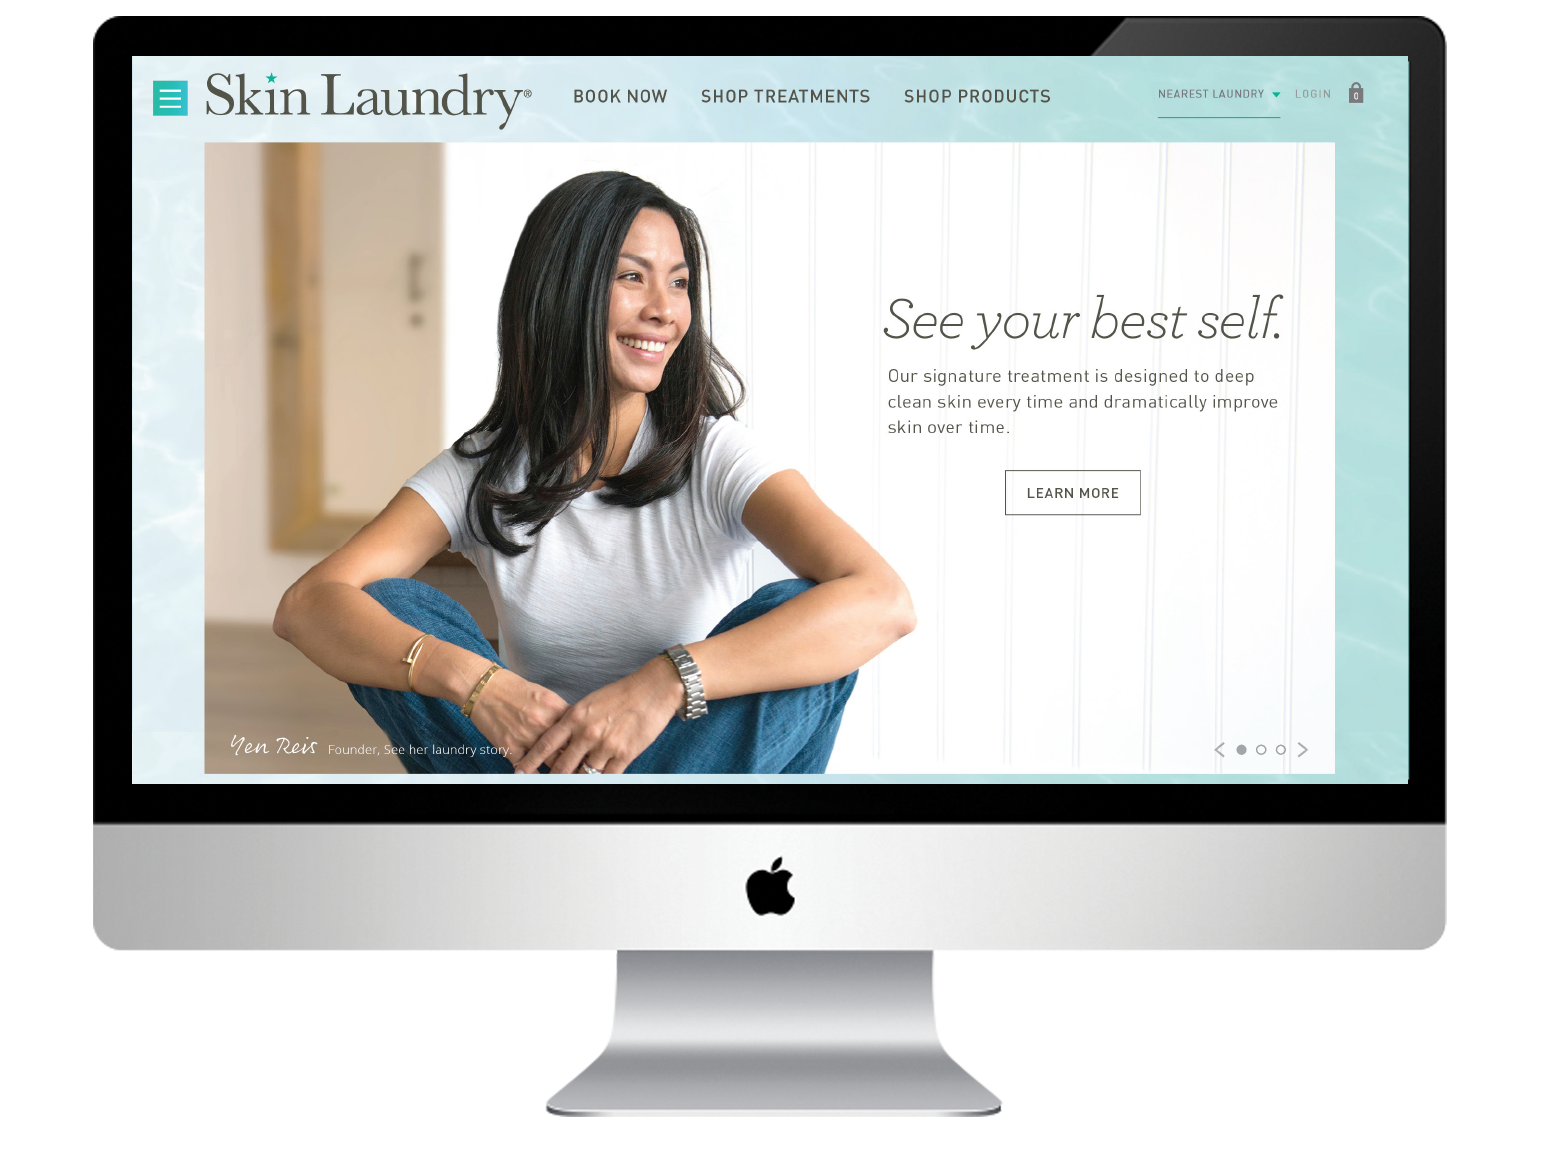 Skin Laundry®
BOOK NOW
SHOP TREATMENTS
SHOP PRODUCTS
NEAREST LAUNDRY
LOGIN
0
See your best self.
Our signature treatment is designed to deep
clean skin every time and dramatically improve
skin over time.
LEARN MORE
Yen Reis Founder, See her laundry story.